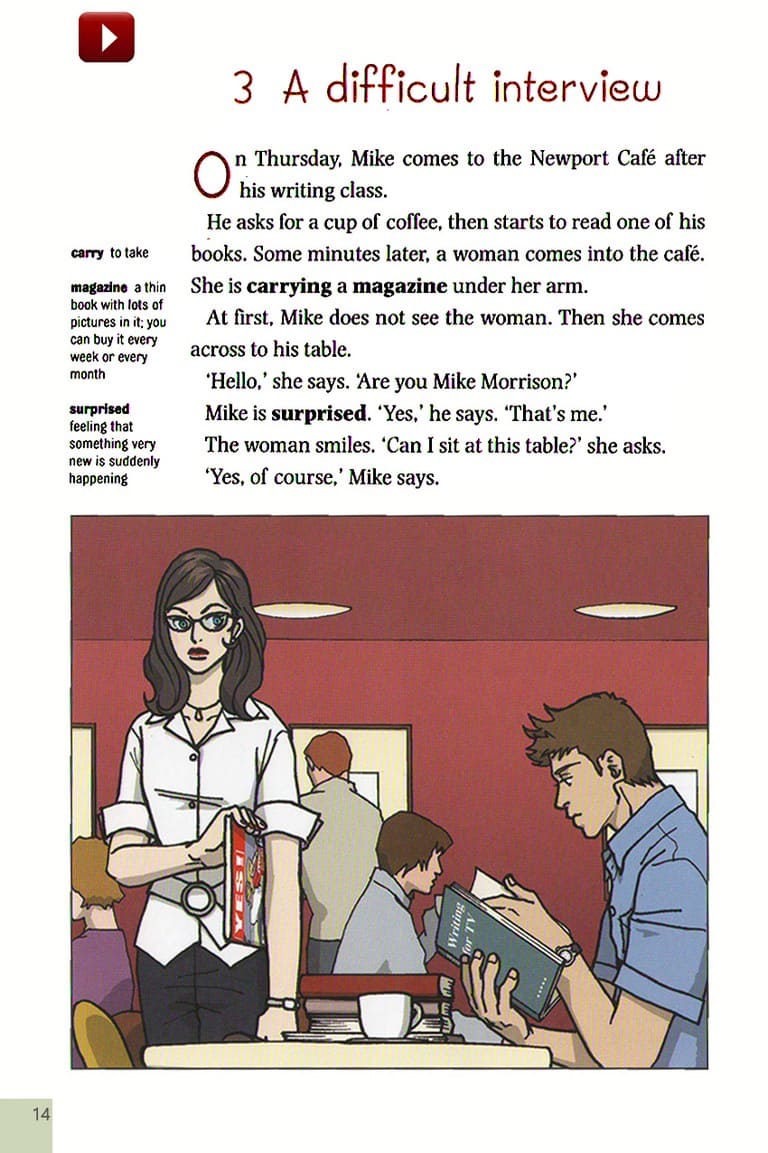 3 A difficult interview
On Thursday, Mike comes to the Newport Café after
his writing class.
He asks for a cup of coffee, then starts to read one of his
books. Some minutes later, a woman comes into the café.
She is carrying a magazine under her arm.
At first, Mike does not see the woman. Then she comes
across to his table.
‘Hello,’ she says. ‘Are you Mike Morrison?’
Mike is surprised. ‘Yes,’ he says. ‘That’s me.’
The woman smiles. ‘Can I sit at this table?’ she asks.
‘Yes, of course,’ Mike says.
carry to take
magazine a thin
book with lots of
pictures in it; you
can buy it every
week or every
month
surprised
feeling that
something very
new is suddenly
happening
YES!
Writing
for TV
14